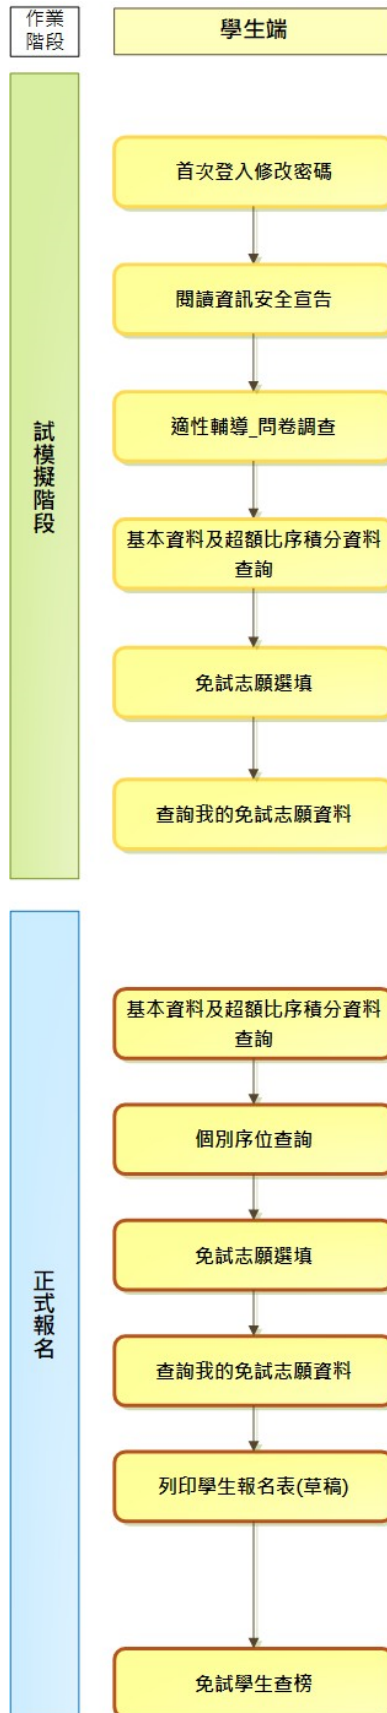 作業
階段
學生端
試模擬階段
首次登入修改密碼
閱讀資訊安全宣告
適性輔導_問卷調查
基本資料及超額比序積分資料
查詢
免試志願選填
查詢我的免試志願資料
正式報名
基本資料及超額比序積分資料
查詢
個別序位查詢
免試志願選填
查詢我的免試志願資料
列印學生報名表(草稿)
免試學生查榜